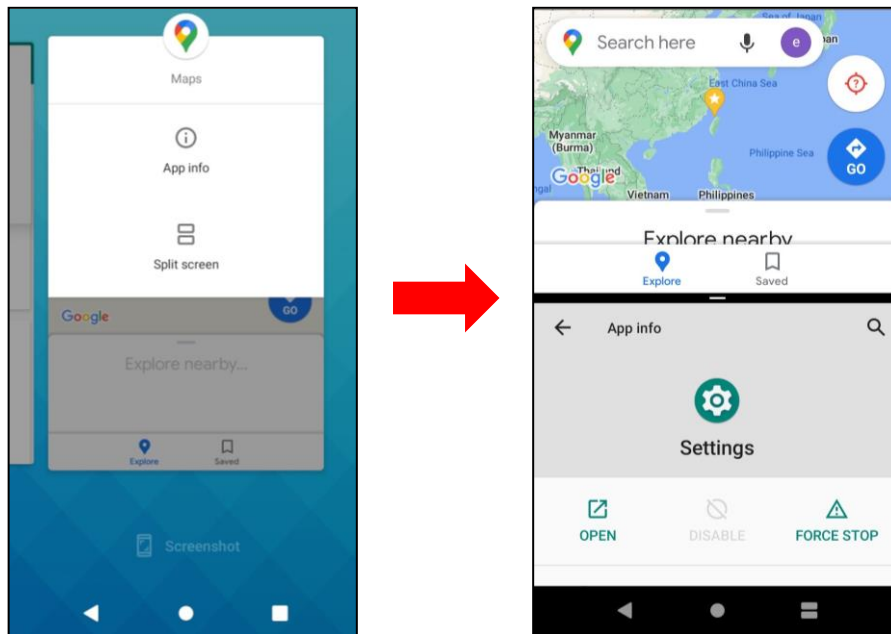 Maps
App info
Split screen
Google
GO
Explore nearby...
Explore
Saved
Screenshot
Search here
e
East China Sea
Myanmar
(Burma)
Philippine Sea
GO
Google
Vietnam
Philippines
Explore nearby
Explore
Saved
App info
Settings
OPEN
DISABLE
FORCE STOP